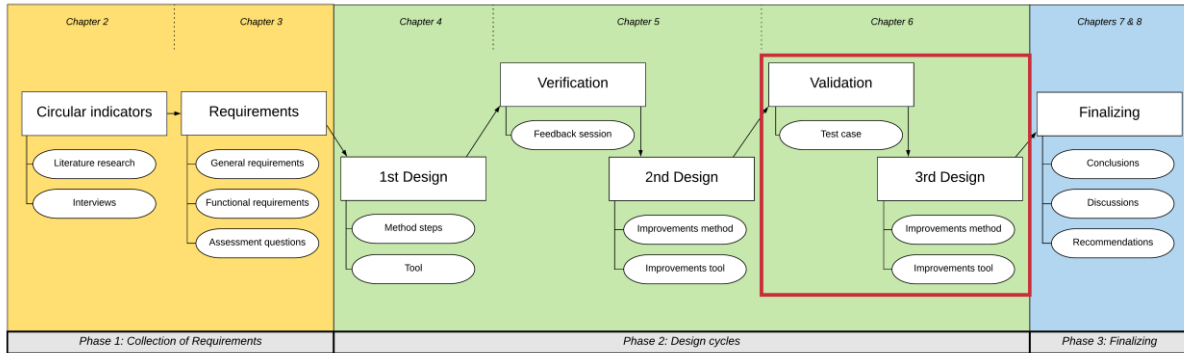 Chapter 2
Chapter 3
Chapter 4
Chapter 5
Chapter 6
Chapters 7 & 8
Circular indicators
Literature research
Interviews
Requirements
General requirements
Functional requirements
Assessment questions
1st Design
Method steps
Tool
Verification
Feedback session
2nd Design
Improvements method
Improvements tool
Validation
Test case
3rd Design
Improvements method
Improvements tool
Finalizing
Conclusions
Discussions
Recommendations
Phase 1: Collection of Requirements
Phase 2: Design cycles
Phase 3: Finalizing